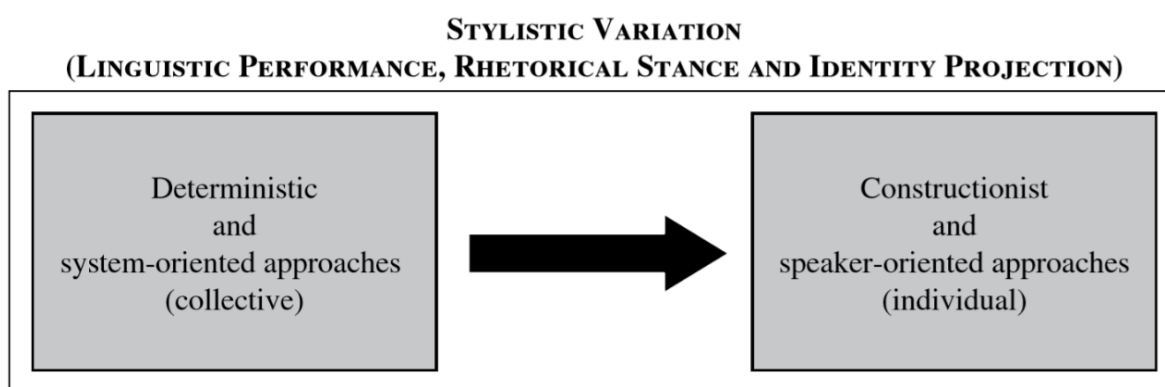 STYLISTIC VARIATION
(LINGUISTIC PERFORMANCE, RHETORICAL STANCE AND IDENTITY PROJECTION)
Deterministic
and
system-oriented approaches
(collective)
Constructionist
and
speaker-oriented approaches
(individual)